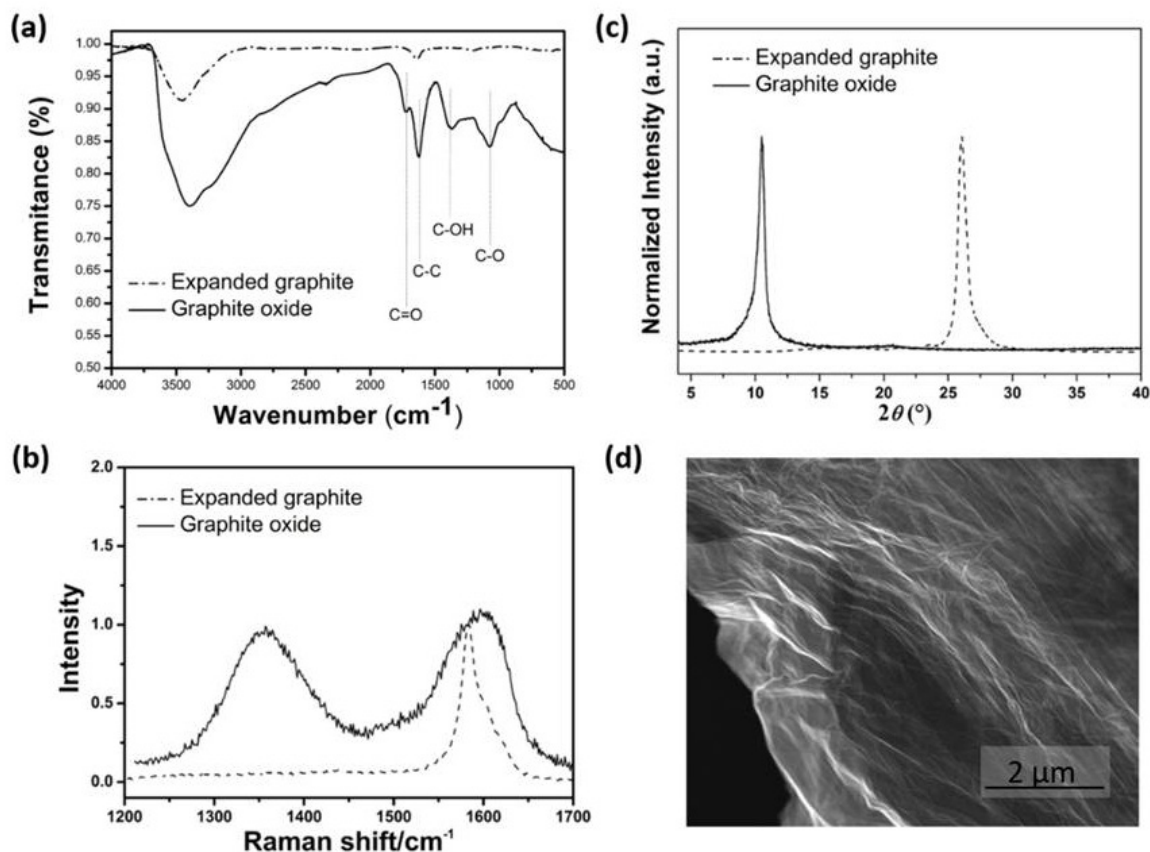 (a)
1.00
0.95
0.90
0.85
0.80
0.75
0.70
0.65
0.60
0.55
0.50
Transmitance (%)
C-OH
C-O
C-C
C=O
Expanded graphite
Graphite oxide
4000 3500 3000 2500 2000 1500 1000 500
Wavenumber (cm-1)
(c)
Expanded graphite
Graphite oxide
Normalized Intensity (a.u.)
5 10 15 20 25 30 35 40
2θ (°)
(b)
2.0
1.5
1.0
0.5
0.0
Intensity
Expanded graphite
Graphite oxide
1200 1300 1400 1500 1600 1700
Raman shift/cm-1
(d)
2 μm